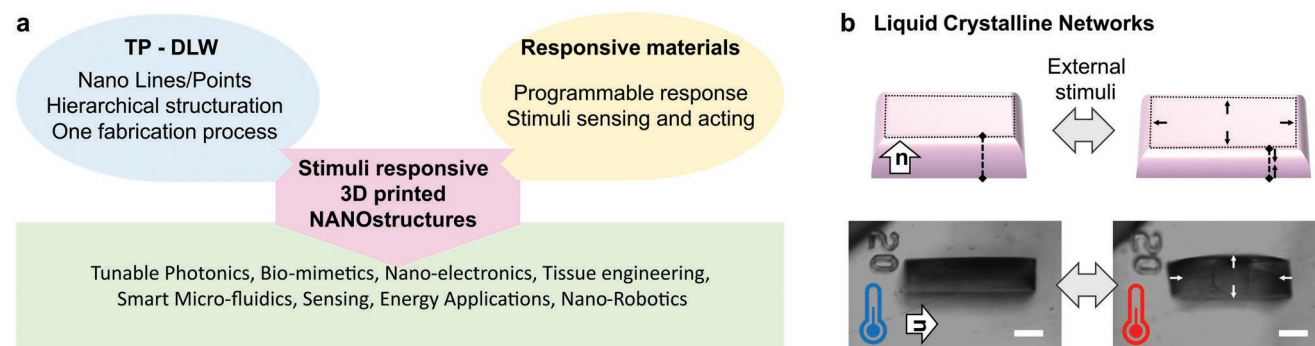 a
TP - DLW
Nano Lines/Points
Hierarchical structuration
One fabrication process
Responsive materials
Programmable response
Stimuli sensing and acting
Stimuli responsive
3D printed
NANOstructures
Tunable Photonics, Bio-mimetics, Nano-electronics, Tissue engineering,
Smart Micro-fluidics, Sensing, Energy Applications, Nano-Robotics
b Liquid Crystalline Networks
External
stimuli
n
20
n
20